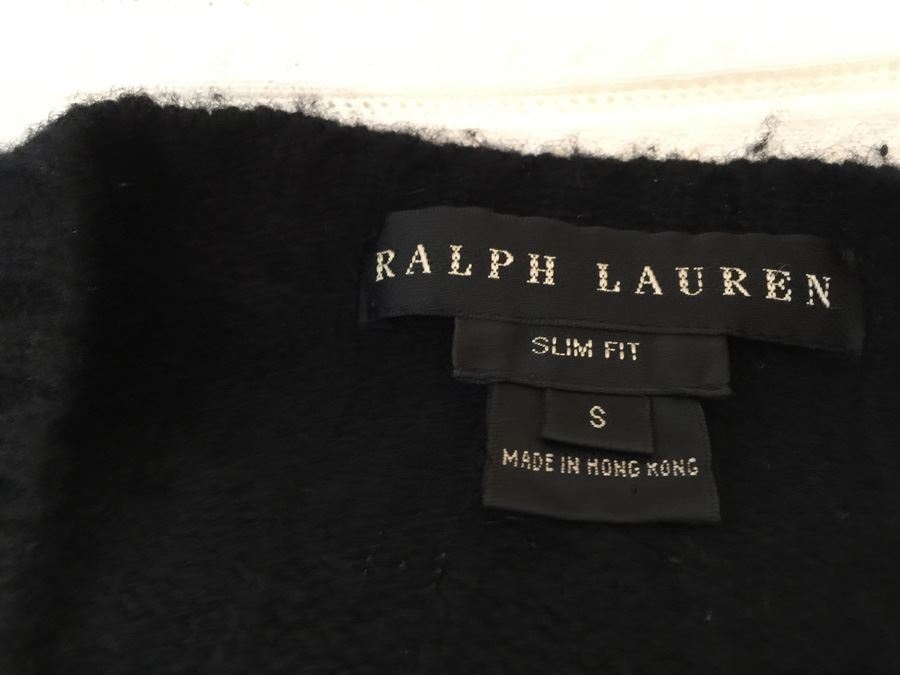 RALPH LAUREN
SLIM FIT
S
MADE IN HONG KONG